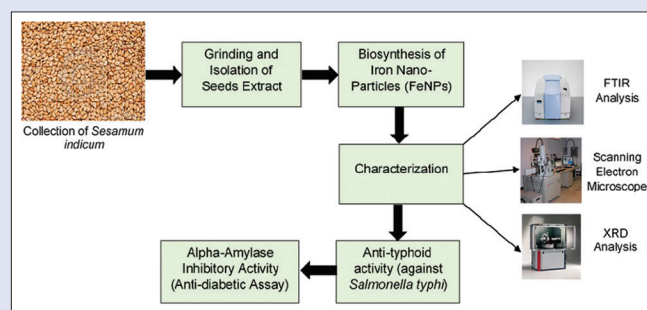 Collection of Sesamum
indicum
Grinding and
Isolation of
Seeds Extract
Biosynthesis of
Iron Nano-
Particles (FeNPs)
Characterization
FTIR
Analysis
Scanning
Electron
Microscope
XRD
Analysis
Anti-typhoid
activity (against
Salmonella typhi)
Alpha-Amylase
Inhibitory Activity
(Anti-diabetic Assay)